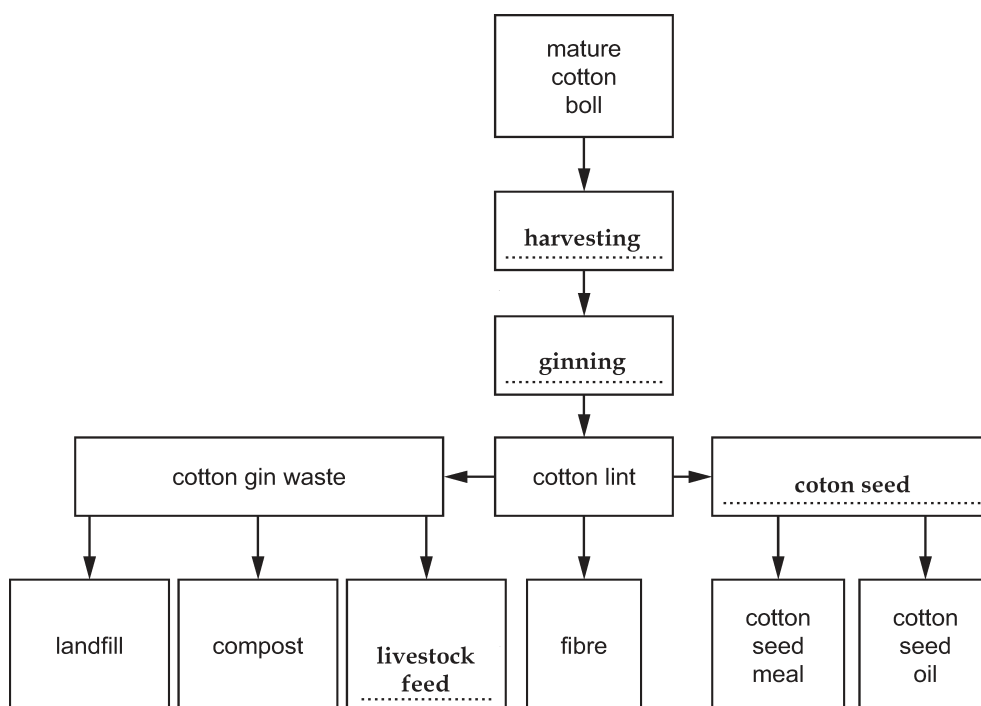 mature
cotton
boll
harvesting
ginning
cotton gin waste
cotton lint
coton seed
landfill
compost
livestock
feed
fibre
cotton
seed
meal
cotton
seed
oil